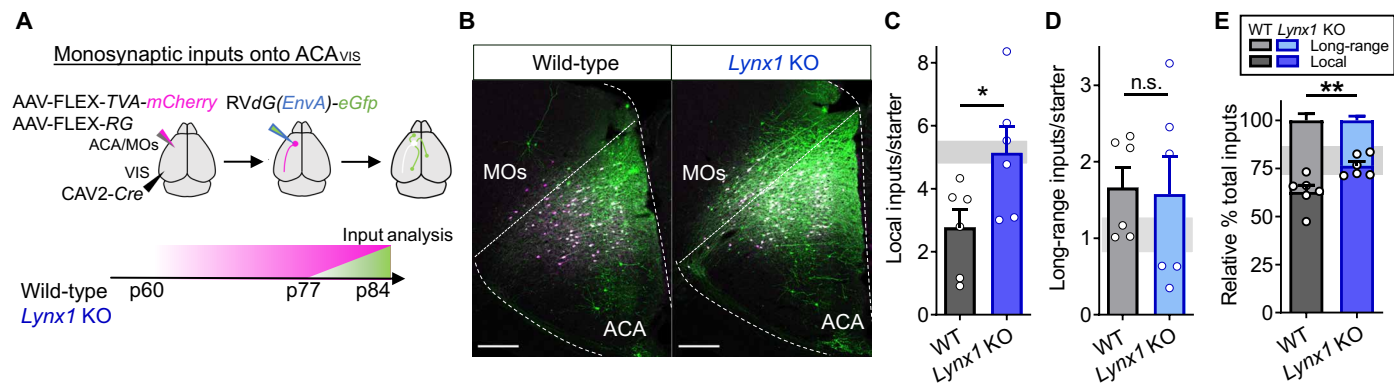 A
Monosynaptic inputs onto ACAVIS
AAV-FLEX-TVA-mCherry
AAV-FLEX-RG
RVdG(EnvA)-eGfp
ACA/MOs
VIS
CAV2-Cre
Input analysis
Wild-type
Lynx1 KO
p60
p77
p84
B
Wild-type
Lynx1 KO
MOs
ACA
MOs
ACA
C
Local inputs/starter
8
6
4
2
0
*
WT
Lynx1 KO
D
Long-range inputs/starter
3
2
1
0
n.s.
WT
Lynx1 KO
E
WT Lynx1 KO
Long-range
Local
Relative % total inputs
100
75
50
25
0
**
WT
Lynx1 KO